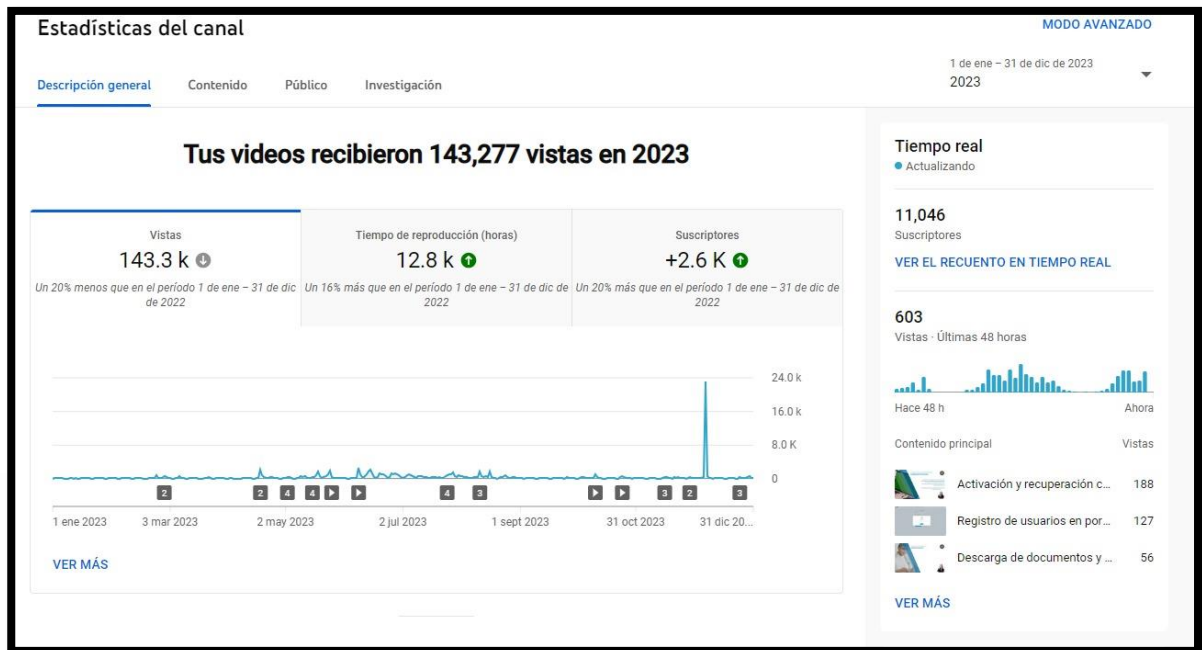 Estadísticas del canal
MODO AVANZADO
Descripción general
Contenido
Público
Investigación
1 de ene – 31 de dic de 2023
2023
Tus videos recibieron 143,277 vistas en 2023
Vistas
143.3 k
Un 20% menos que en el período 1 de ene – 31 de dic
de 2022
Tiempo de reproducción (horas)
12.8 k
Un 16% más que en el período 1 de ene – 31 de dic de
2022
Suscriptores
+2.6 K
Un 20% más que en el período 1 de ene – 31 de dic de
2022
24.0 k
16.0 k
8.0 K
0
2
2
4
4
4
3
3
2
3
1 ene 2023
3 mar 2023
2 may 2023
2 jul 2023
1 sept 2023
31 oct 2023
31 dic 20...
VER MÁS
Tiempo real
Actualizando
11,046
Suscriptores
VER EL RECUENTO EN TIEMPO REAL
603
Vistas · Últimas 48 horas
Hace 48 h
Ahora
Contenido principal
Vistas
Activación y recuperación c...
188
Registro de usuarios en por...
127
Descarga de documentos y ...
56
VER MÁS